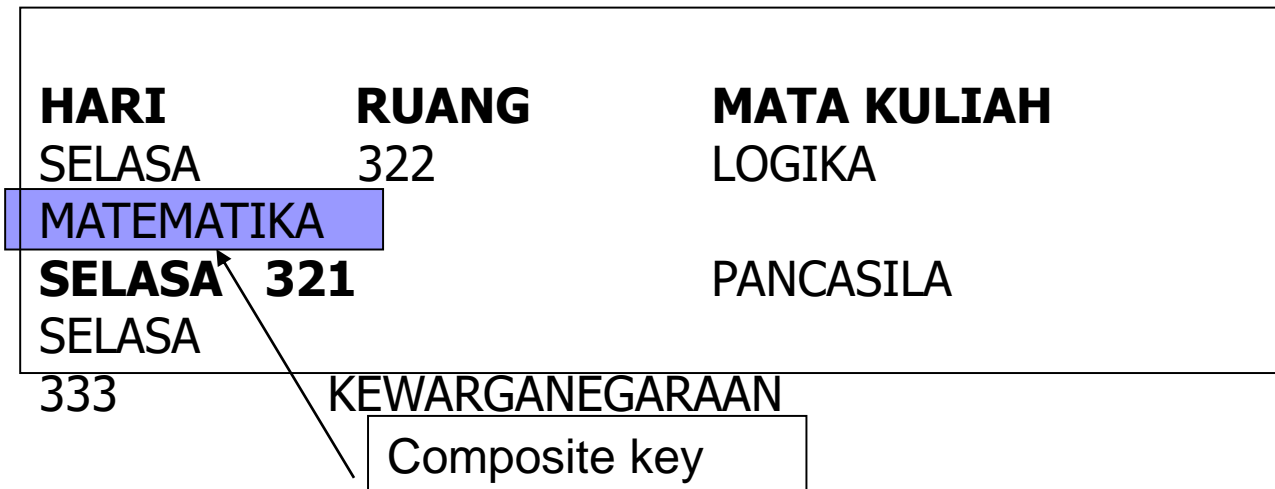 HARI RUANG MATA KULIAH
SELASA 322 LOGIKA
MATEMATIKA
SELASA 321 PANCASILA
SELASA
333 KEWARGANEGARAAN
Composite key